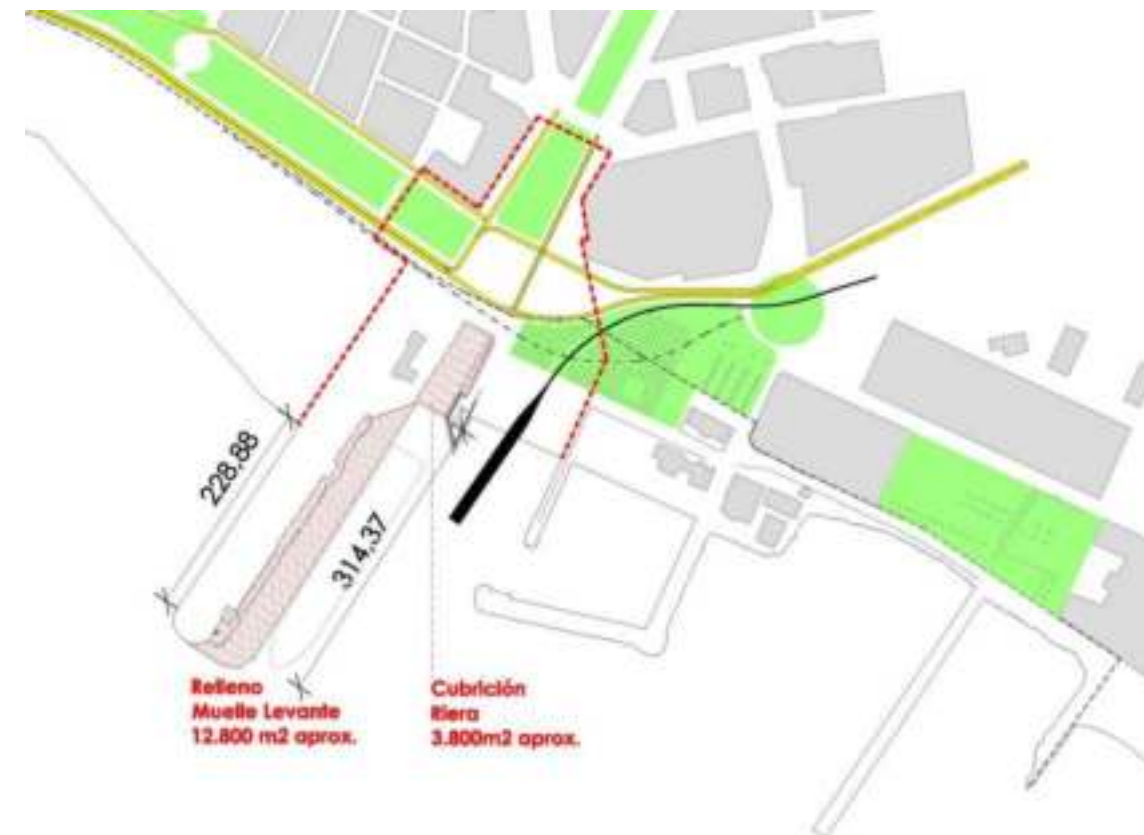 228,88
314,37
Relleno
Muelle Levante
12.800 m2 aprox.
Cubrición
Riera
3.800m2 aprox.